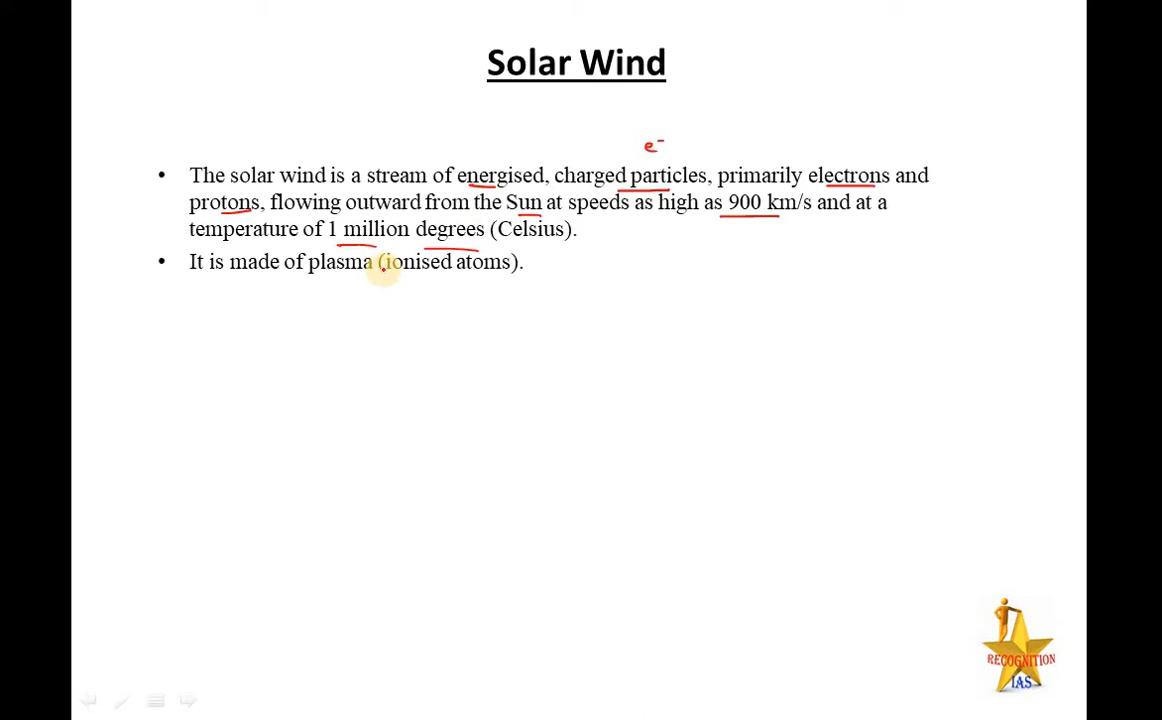 Solar Wind
e⁻
• The solar wind is a stream of energised, charged particles, primarily electrons and
protons, flowing outward from the Sun at speeds as high as 900 km/s and at a
temperature of 1 million degrees (Celsius).
• It is made of plasma (ionised atoms).
RECOGNITION
IAS